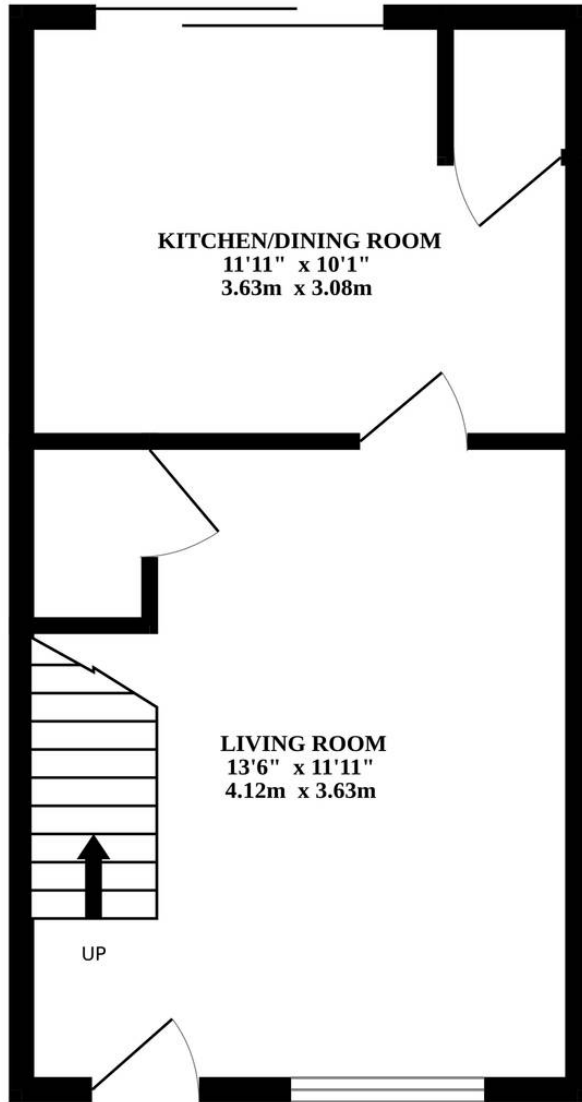 KITCHEN/DINING ROOM
11'11" x 10'1"
3.63m x 3.08m
LIVING ROOM
13'6" x 11'11"
4.12m x 3.63m
UP